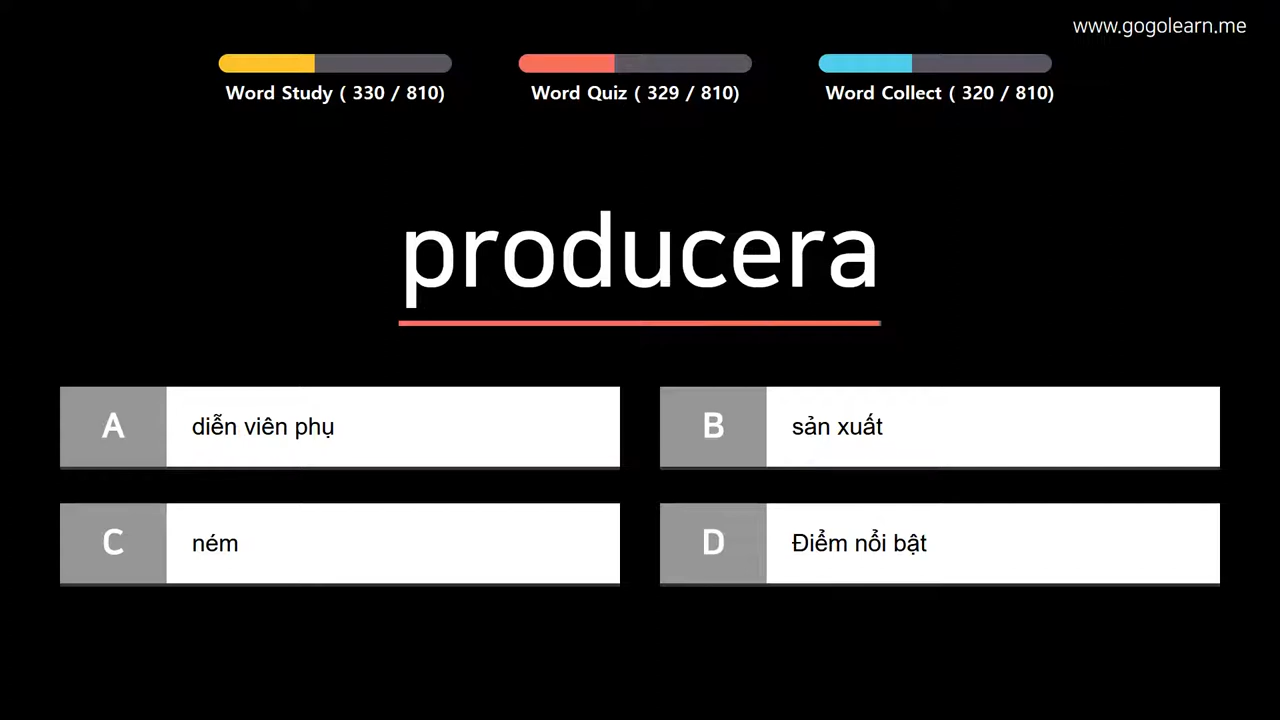 www.gogolearn.me
Word Study ( 330 / 810)
Word Quiz ( 329 / 810)
Word Collect ( 320 / 810)
producera
A diễn viên phụ
B sản xuất
C ném
D Điểm nổi bật